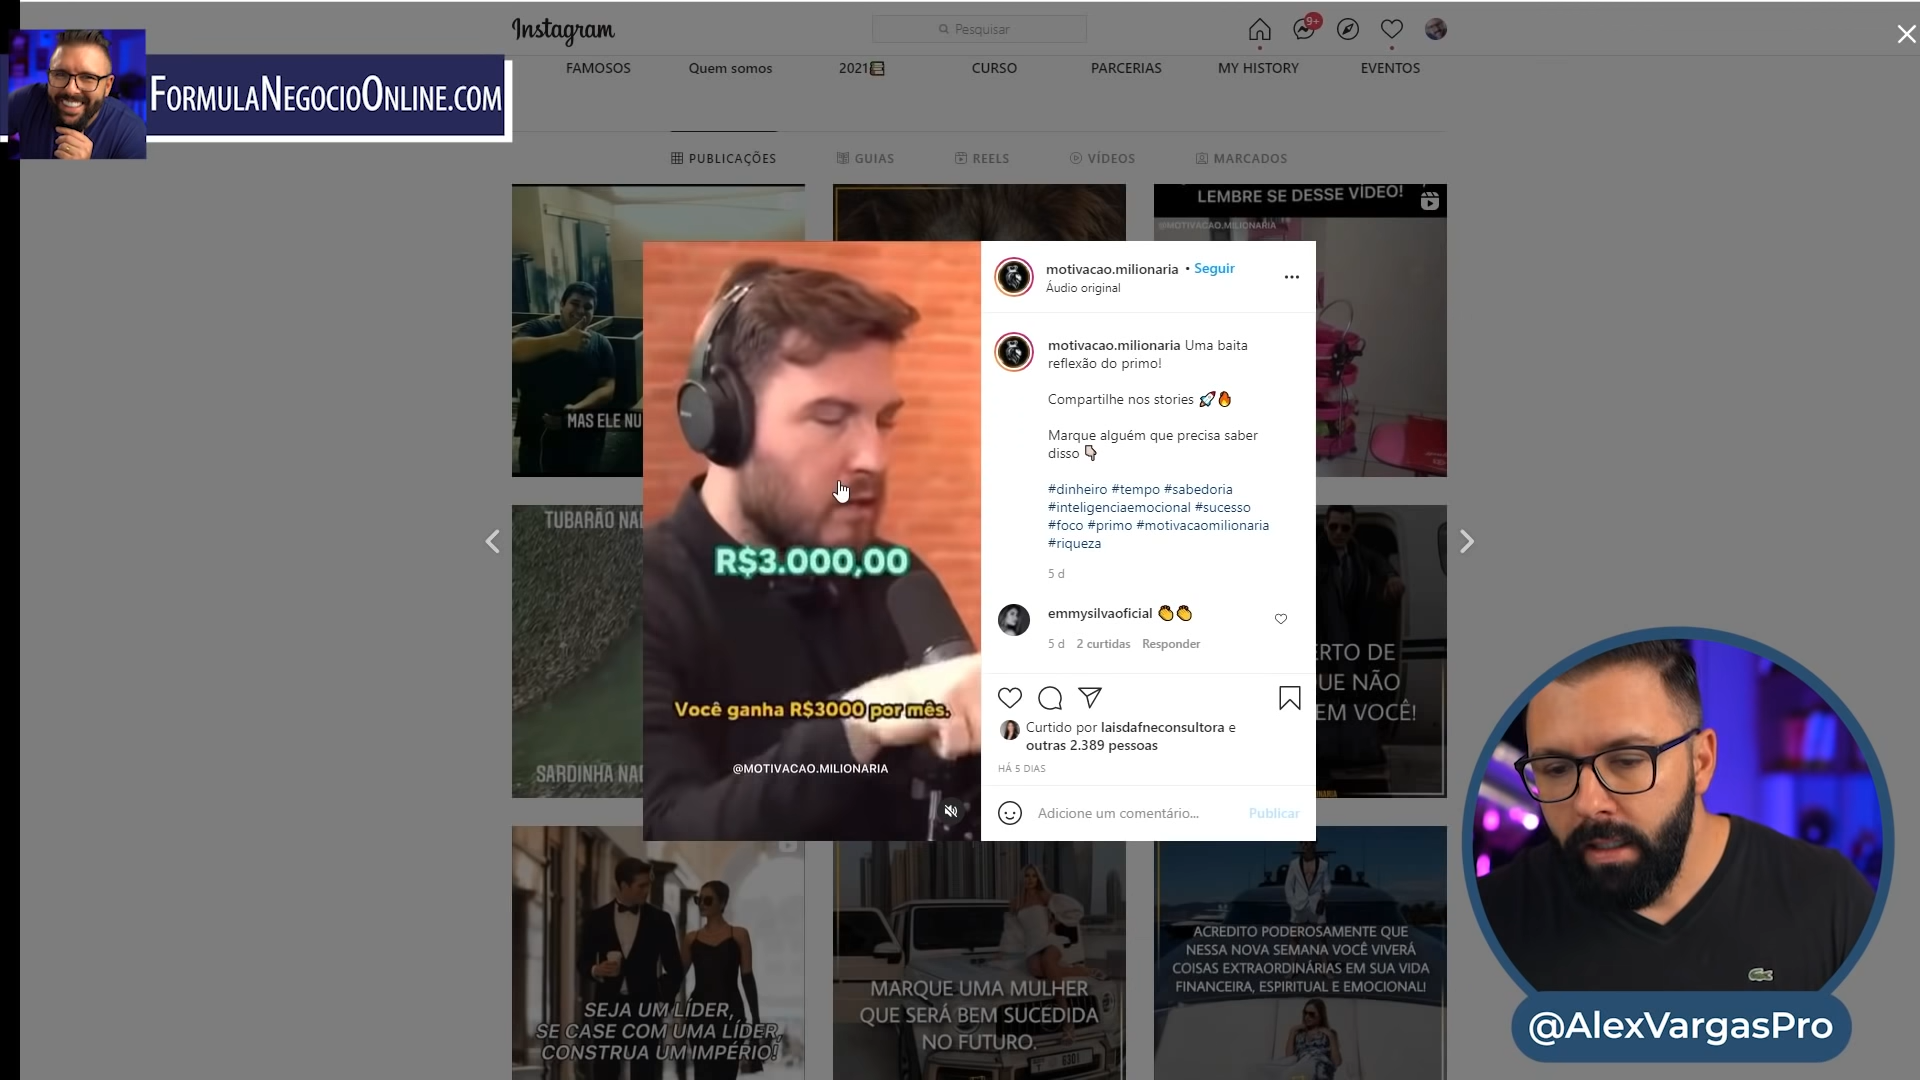 Instagram
Pesquisar
9+
FAMOSOS
Quem somos
2021
CURSO
PARCERIAS
MY HISTORY
EVENTOS
FORMULANEGOCIOONLINE.COM
PUBLICAÇÕES
GUIAS
REELS
VÍDEOS
MARCADOS
LEMBRE SE DESSE VÍDEO!
@MOTIVACAO.MILIONARIA
MAS ELE NU
TUBARÃO NA
SARDINHA NA
R$3.000,00
Você ganha R$3000 por mês.
@MOTIVACAO.MILIONARIA
motivacao.milionaria • Seguir
Áudio original
motivacao.milionaria Uma baita
reflexão do primo!
Compartilhe nos stories 🚀🔥
Marque alguém que precisa saber
disso 👇🏻
#dinheiro #tempo #sabedoria
#inteligenciaemocional #sucesso
#foco #primo #motivacaomilionaria
#riqueza
5 d
emmysilvaoficial 👏👏
5 d 2 curtidas Responder
Curtido por laisdafneconsultora e
outras 2.389 pessoas
HÁ 5 DIAS
Adicione um comentário...
Publicar
RTO DE
UE NÃO
EM VOCÊ!
SEJA UM LÍDER,
SE CASE COM UMA LÍDER,
CONSTRUA UM IMPÉRIO!
MARQUE UMA MULHER
QUE SERÁ BEM SUCEDIDA
NO FUTURO.
ACREDITO PODEROSAMENTE QUE
NESSA NOVA SEMANA VOCÊ VIVERÁ
COISAS EXTRAORDINÁRIAS EM SUA VIDA
FINANCEIRA, ESPIRITUAL E EMOCIONAL!
@AlexVargasPro